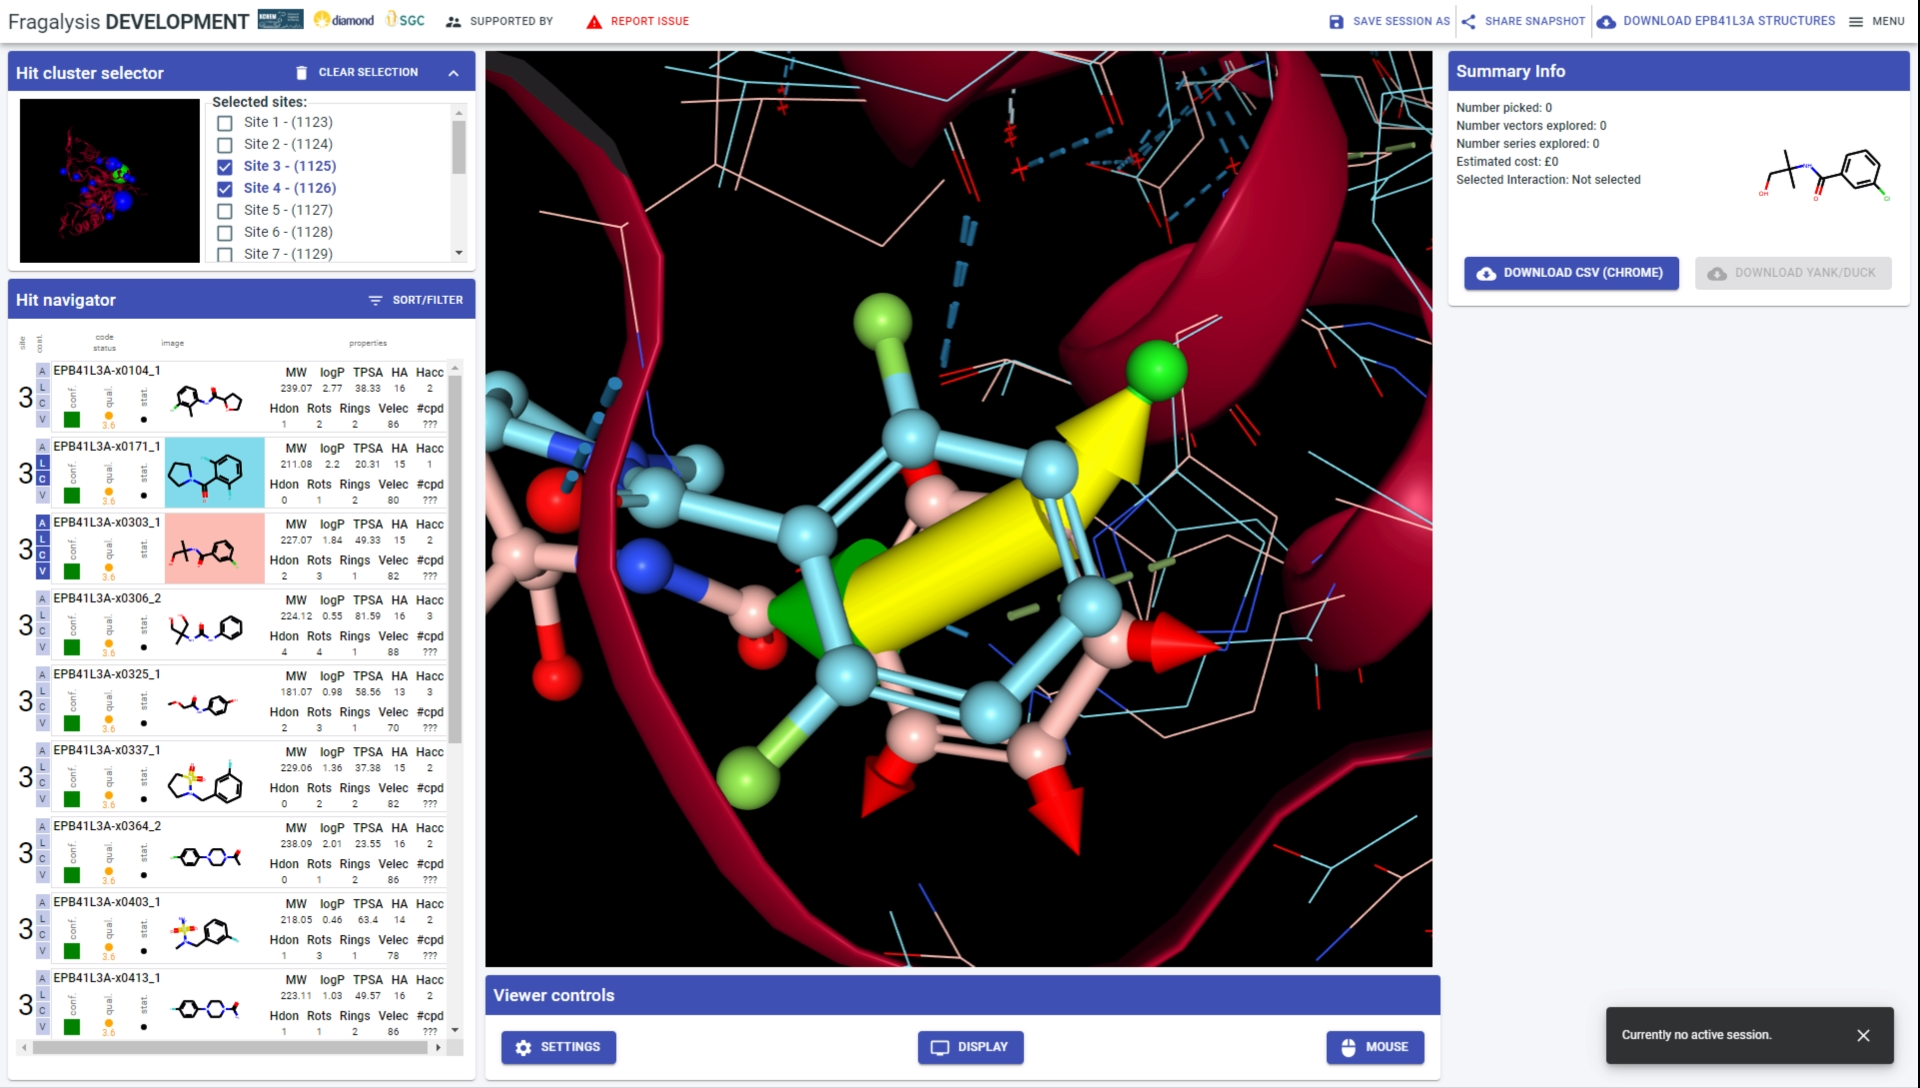 Fragalysis DEVELOPMENT
diamond
SGC
SUPPORTED BY
REPORT ISSUE
SAVE SESSION AS
SHARE SNAPSHOT
DOWNLOAD EPB41L3A STRUCTURES
MENU
Hit cluster selector
CLEAR SELECTION
Selected sites:
Site 1 - (1123)
Site 2 - (1124)
Site 3 - (1125)
Site 4 - (1126)
Site 5 - (1127)
Site 6 - (1128)
Site 7 - (1129)
Hit navigator
SORT/FILTER
site
cont.
code
status
image
properties
3
A
L
C
V
EPB41L3A-x0104_1
conf.
qual.
3.6
stat.
MW logP TPSA HA Hacc
239.07 2.77 38.33 16 2
Hdon Rots Rings Velec #cpd
1 2 2 86 ???
3
A
L
C
V
EPB41L3A-x0171_1
conf.
qual.
3.6
stat.
MW logP TPSA HA Hacc
211.08 2.2 20.31 15 1
Hdon Rots Rings Velec #cpd
0 1 2 80 ???
3
A
L
C
V
EPB41L3A-x0303_1
conf.
qual.
3.6
stat.
MW logP TPSA HA Hacc
227.07 1.84 49.33 15 2
Hdon Rots Rings Velec #cpd
2 3 1 82 ???
3
A
L
C
V
EPB41L3A-x0306_2
conf.
qual.
3.6
stat.
MW logP TPSA HA Hacc
224.12 0.55 81.59 16 3
Hdon Rots Rings Velec #cpd
4 4 1 88 ???
3
A
L
C
V
EPB41L3A-x0325_1
conf.
qual.
3.6
stat.
MW logP TPSA HA Hacc
181.07 0.98 58.56 13 3
Hdon Rots Rings Velec #cpd
2 3 1 70 ???
3
A
L
C
V
EPB41L3A-x0337_1
conf.
qual.
3.6
stat.
MW logP TPSA HA Hacc
229.06 1.36 37.38 15 2
Hdon Rots Rings Velec #cpd
0 2 2 82 ???
3
A
L
C
V
EPB41L3A-x0364_2
conf.
qual.
3.6
stat.
MW logP TPSA HA Hacc
238.09 2.01 23.55 16 2
Hdon Rots Rings Velec #cpd
0 1 2 86 ???
3
A
L
C
V
EPB41L3A-x0403_1
conf.
qual.
3.6
stat.
MW logP TPSA HA Hacc
218.05 0.46 63.4 14 2
Hdon Rots Rings Velec #cpd
1 3 1 78 ???
3
A
L
C
V
EPB41L3A-x0413_1
conf.
qual.
3.6
stat.
MW logP TPSA HA Hacc
223.11 1.03 49.57 16 2
Hdon Rots Rings Velec #cpd
1 1 2 86 ???
Viewer controls
SETTINGS
DISPLAY
MOUSE
Summary Info
Number picked: 0
Number vectors explored: 0
Number series explored: 0
Estimated cost: £0
Selected Interaction: Not selected
OH
NH
O
Cl
DOWNLOAD CSV (CHROME)
DOWNLOAD YANK/DUCK
Currently no active session.